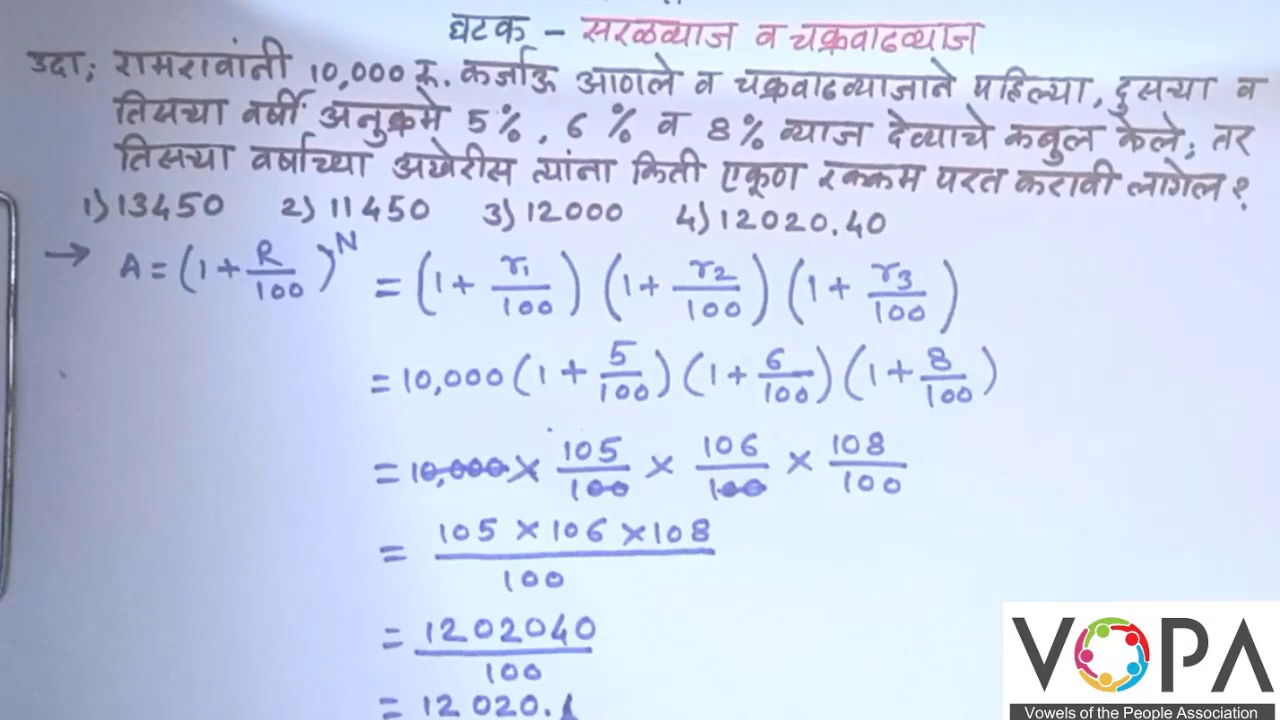 घटक - सरळव्याज व चक्रवाढव्याज
उदा; रामरावांनी 10,000 रु. कर्जाऊ आणले व चक्रवाढव्याजाने पहिल्या, दुसऱ्या व
तिसऱ्या वर्षी अनुक्रमे 5%, 6% व 8% व्याज देव्याचे कबुल केले; तर
तिसऱ्या वर्षाच्या अखेरीस त्यांना किती एकूण रक्कम परत करावी लागेल ?
1) 13450 2) 11450 3) 12000 4) 12020.40
→ A = (1 + R/100)^N = (1 + r1/100) (1 + r2/100) (1 + r3/100)
= 10,000 (1 + 5/100) (1 + 6/100) (1 + 8/100)
= 10,000 × 105/100 × 106/100 × 108/100
= 105 × 106 × 108 / 100
= 1202040 / 100
= 12020.
VOPA
Vowels of the People Association